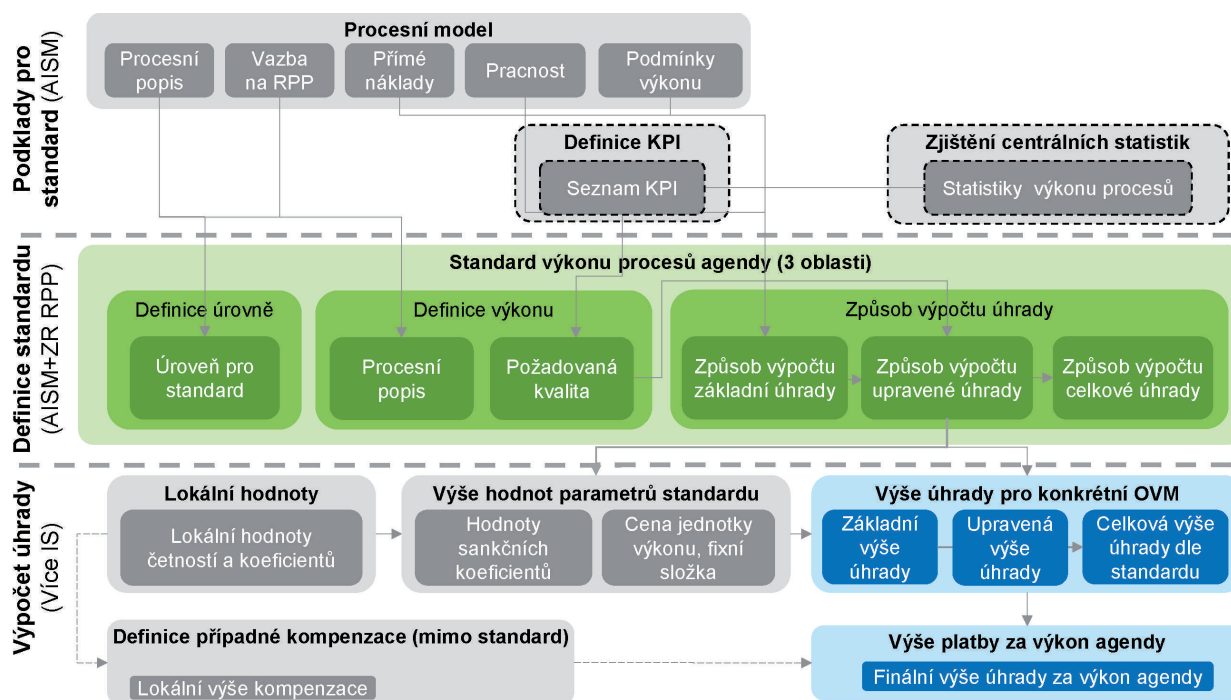 Podklady pro
standard (AISM)
Procesní model
Procesní
popis
Vazba
na RPP
Přímé
náklady
Pracnost
Podmínky
výkonu
Definice KPI
Seznam KPI
Zjištění centrálních statistik
Statistiky výkonu procesů
Definice standardu
(AISM+ZR RPP)
Standard výkonu procesů agendy (3 oblasti)
Definice úrovně
Úroveň pro
standard
Definice výkonu
Procesní
popis
Požadovaná
kvalita
Způsob výpočtu úhrady
Způsob výpočtu
základní úhrady
Způsob výpočtu
upravené úhrady
Způsob výpočtu
celkové úhrady
Výpočet úhrady
(Více IS)
Lokální hodnoty
Lokální hodnoty
četností a koeficientů
Výše hodnot parametrů standardu
Hodnoty
sankčních
koeficientů
Cena jednotky
výkonu, fixní
složka
Výše úhrady pro konkrétní OVM
Základní
výše
úhrady
Upravená
výše
úhrady
Celková výše
úhrady dle
standardu
Definice případné kompenzace (mimo standard)
Lokální výše kompenzace
Výše platby za výkon agendy
Finální výše úhrady za výkon agendy